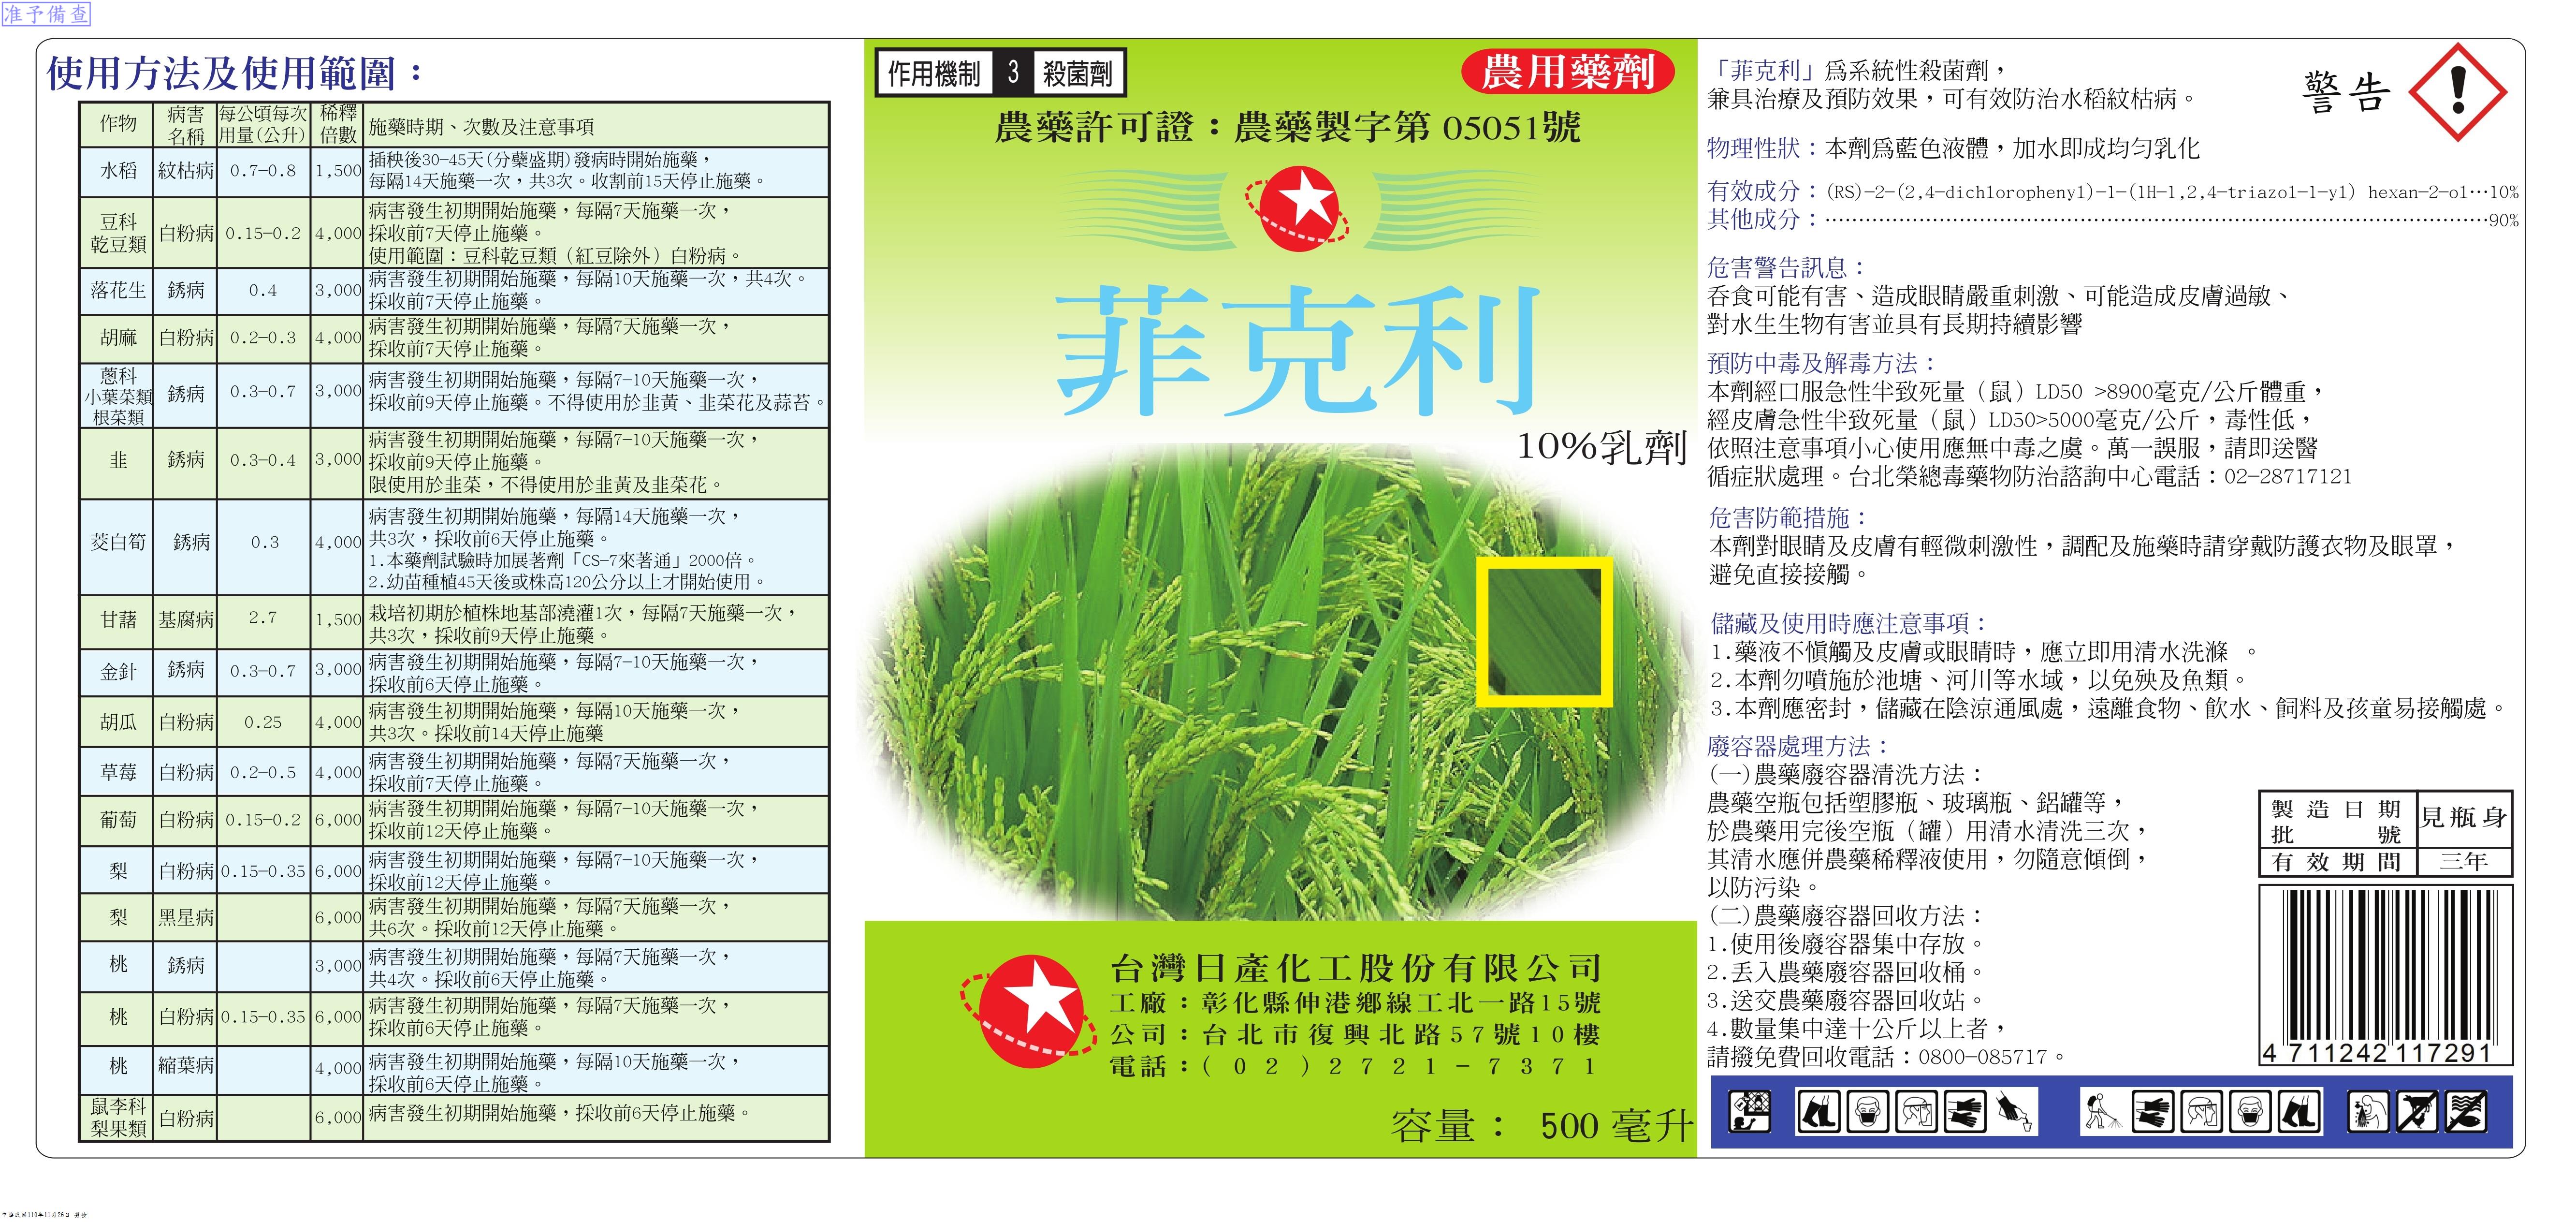 准予備查
使用方法及使用範圍：
作物 病害名稱 每公頃每次用量(公升) 稀釋倍數 施藥時期、次數及注意事項
水稻 紋枯病 0.7-0.8 1,500 插秧後30-45天(分蘗盛期)發病時開始施藥，
每隔14天施藥一次，共3次。收割前15天停止施藥。
豆科乾豆類 白粉病 0.15-0.2 4,000 病害發生初期開始施藥，每隔7天施藥一次，
採收前7天停止施藥。
使用範圍：豆科乾豆類（紅豆除外）白粉病。
落花生 銹病 0.4 3,000 病害發生初期開始施藥，每隔10天施藥一次，共4次。
採收前7天停止施藥。
胡麻 白粉病 0.2-0.3 4,000 病害發生初期開始施藥，每隔7天施藥一次，
採收前7天停止施藥。
蔥科小葉菜類根菜類 銹病 0.3-0.7 3,000 病害發生初期開始施藥，每隔7-10天施藥一次，
採收前9天停止施藥。不得使用於韭黃、韭菜花及蒜苔。
韭 銹病 0.3-0.4 3,000 病害發生初期開始施藥，每隔7-10天施藥一次，
採收前9天停止施藥。
限使用於韭菜，不得使用於韭黃及韭菜花。
茭白筍 銹病 0.3 4,000 病害發生初期開始施藥，每隔14天施藥一次，
共3次，採收前6天停止施藥。
1.本藥劑試驗時加展著劑「CS-7來著通」2000倍。
2.幼苗種植45天後或株高120公分以上才開始使用。
甘藷 基腐病 2.7 1,500 栽培初期於植株地基部澆灌1次，每隔7天施藥一次，
共3次，採收前9天停止施藥。
金針 銹病 0.3-0.7 3,000 病害發生初期開始施藥，每隔7-10天施藥一次，
採收前6天停止施藥。
胡瓜 白粉病 0.25 4,000 病害發生初期開始施藥，每隔10天施藥一次，
共3次。採收前14天停止施藥
草莓 白粉病 0.2-0.5 4,000 病害發生初期開始施藥，每隔7天施藥一次，
採收前7天停止施藥。
葡萄 白粉病 0.15-0.2 6,000 病害發生初期開始施藥，每隔7-10天施藥一次，
採收前12天停止施藥。
梨 白粉病 0.15-0.35 6,000 病害發生初期開始施藥，每隔7-10天施藥一次，
採收前12天停止施藥。
梨 黑星病 6,000 病害發生初期開始施藥，每隔7天施藥一次，
共6次。採收前12天停止施藥。
桃 銹病 3,000 病害發生初期開始施藥，每隔7天施藥一次，
共4次。採收前6天停止施藥。
桃 白粉病 0.15-0.35 6,000 病害發生初期開始施藥，每隔7天施藥一次，
採收前6天停止施藥。
桃 縮葉病 4,000 病害發生初期開始施藥，每隔10天施藥一次，
採收前6天停止施藥。
鼠李科梨果類 白粉病 6,000 病害發生初期開始施藥，採收前6天停止施藥。
作用機制 3 殺菌劑
農用藥劑
農藥許可證：農藥製字第 05051號
菲克利
10%乳劑
台灣日產化工股份有限公司
工廠：彰化縣伸港鄉線工北一路15號
公司：台北市復興北路57號10樓
電話：(02)2721-7371
容量： 500 毫升
「菲克利」為系統性殺菌劑，
兼具治療及預防效果，可有效防治水稻紋枯病。
警告
物理性狀：本劑為藍色液體，加水即成均勻乳化
有效成分：(RS)-2-(2,4-dichlorophenyl)-1-(1H-1,2,4-triazol-1-yl) hexan-2-ol…10%
其他成分：……………………90%
危害警告訊息：
吞食可能有害、造成眼睛嚴重刺激、可能造成皮膚過敏、
對水生生物有害並具有長期持續影響
預防中毒及解毒方法：
本劑經口服急性半致死量（鼠）LD50 >8900毫克/公斤體重，
經皮膚急性半致死量（鼠）LD50>5000毫克/公斤，毒性低，
依照注意事項小心使用應無中毒之虞。萬一誤服，請即送醫
循症狀處理。台北榮總毒藥物防治諮詢中心電話：02-28717121
危害防範措施：
本劑對眼睛及皮膚有輕微刺激性，調配及施藥時請穿戴防護衣物及眼罩，
避免直接接觸。
儲藏及使用時應注意事項：
1.藥液不慎觸及皮膚或眼睛時，應立即用清水洗滌 。
2.本劑勿噴施於池塘、河川等水域，以免殃及魚類。
3.本劑應密封，儲藏在陰涼通風處，遠離食物、飲水、飼料及孩童易接觸處。
廢容器處理方法：
(一)農藥廢容器清洗方法：
農藥空瓶包括塑膠瓶、玻璃瓶、鋁罐等，
於農藥用完後空瓶（罐）用清水清洗三次，
其清水應併農藥稀釋液使用，勿隨意傾倒，
以防污染。
(二)農藥廢容器回收方法：
1.使用後廢容器集中存放。
2.丟入農藥廢容器回收桶。
3.送交農藥廢容器回收站。
4.數量集中達十公斤以上者，
請撥免費回收電話：0800-085717。
製造日期
批號 見瓶身
有效期間 三年
4 711242 117291
中華民國110年11月26日 簽發